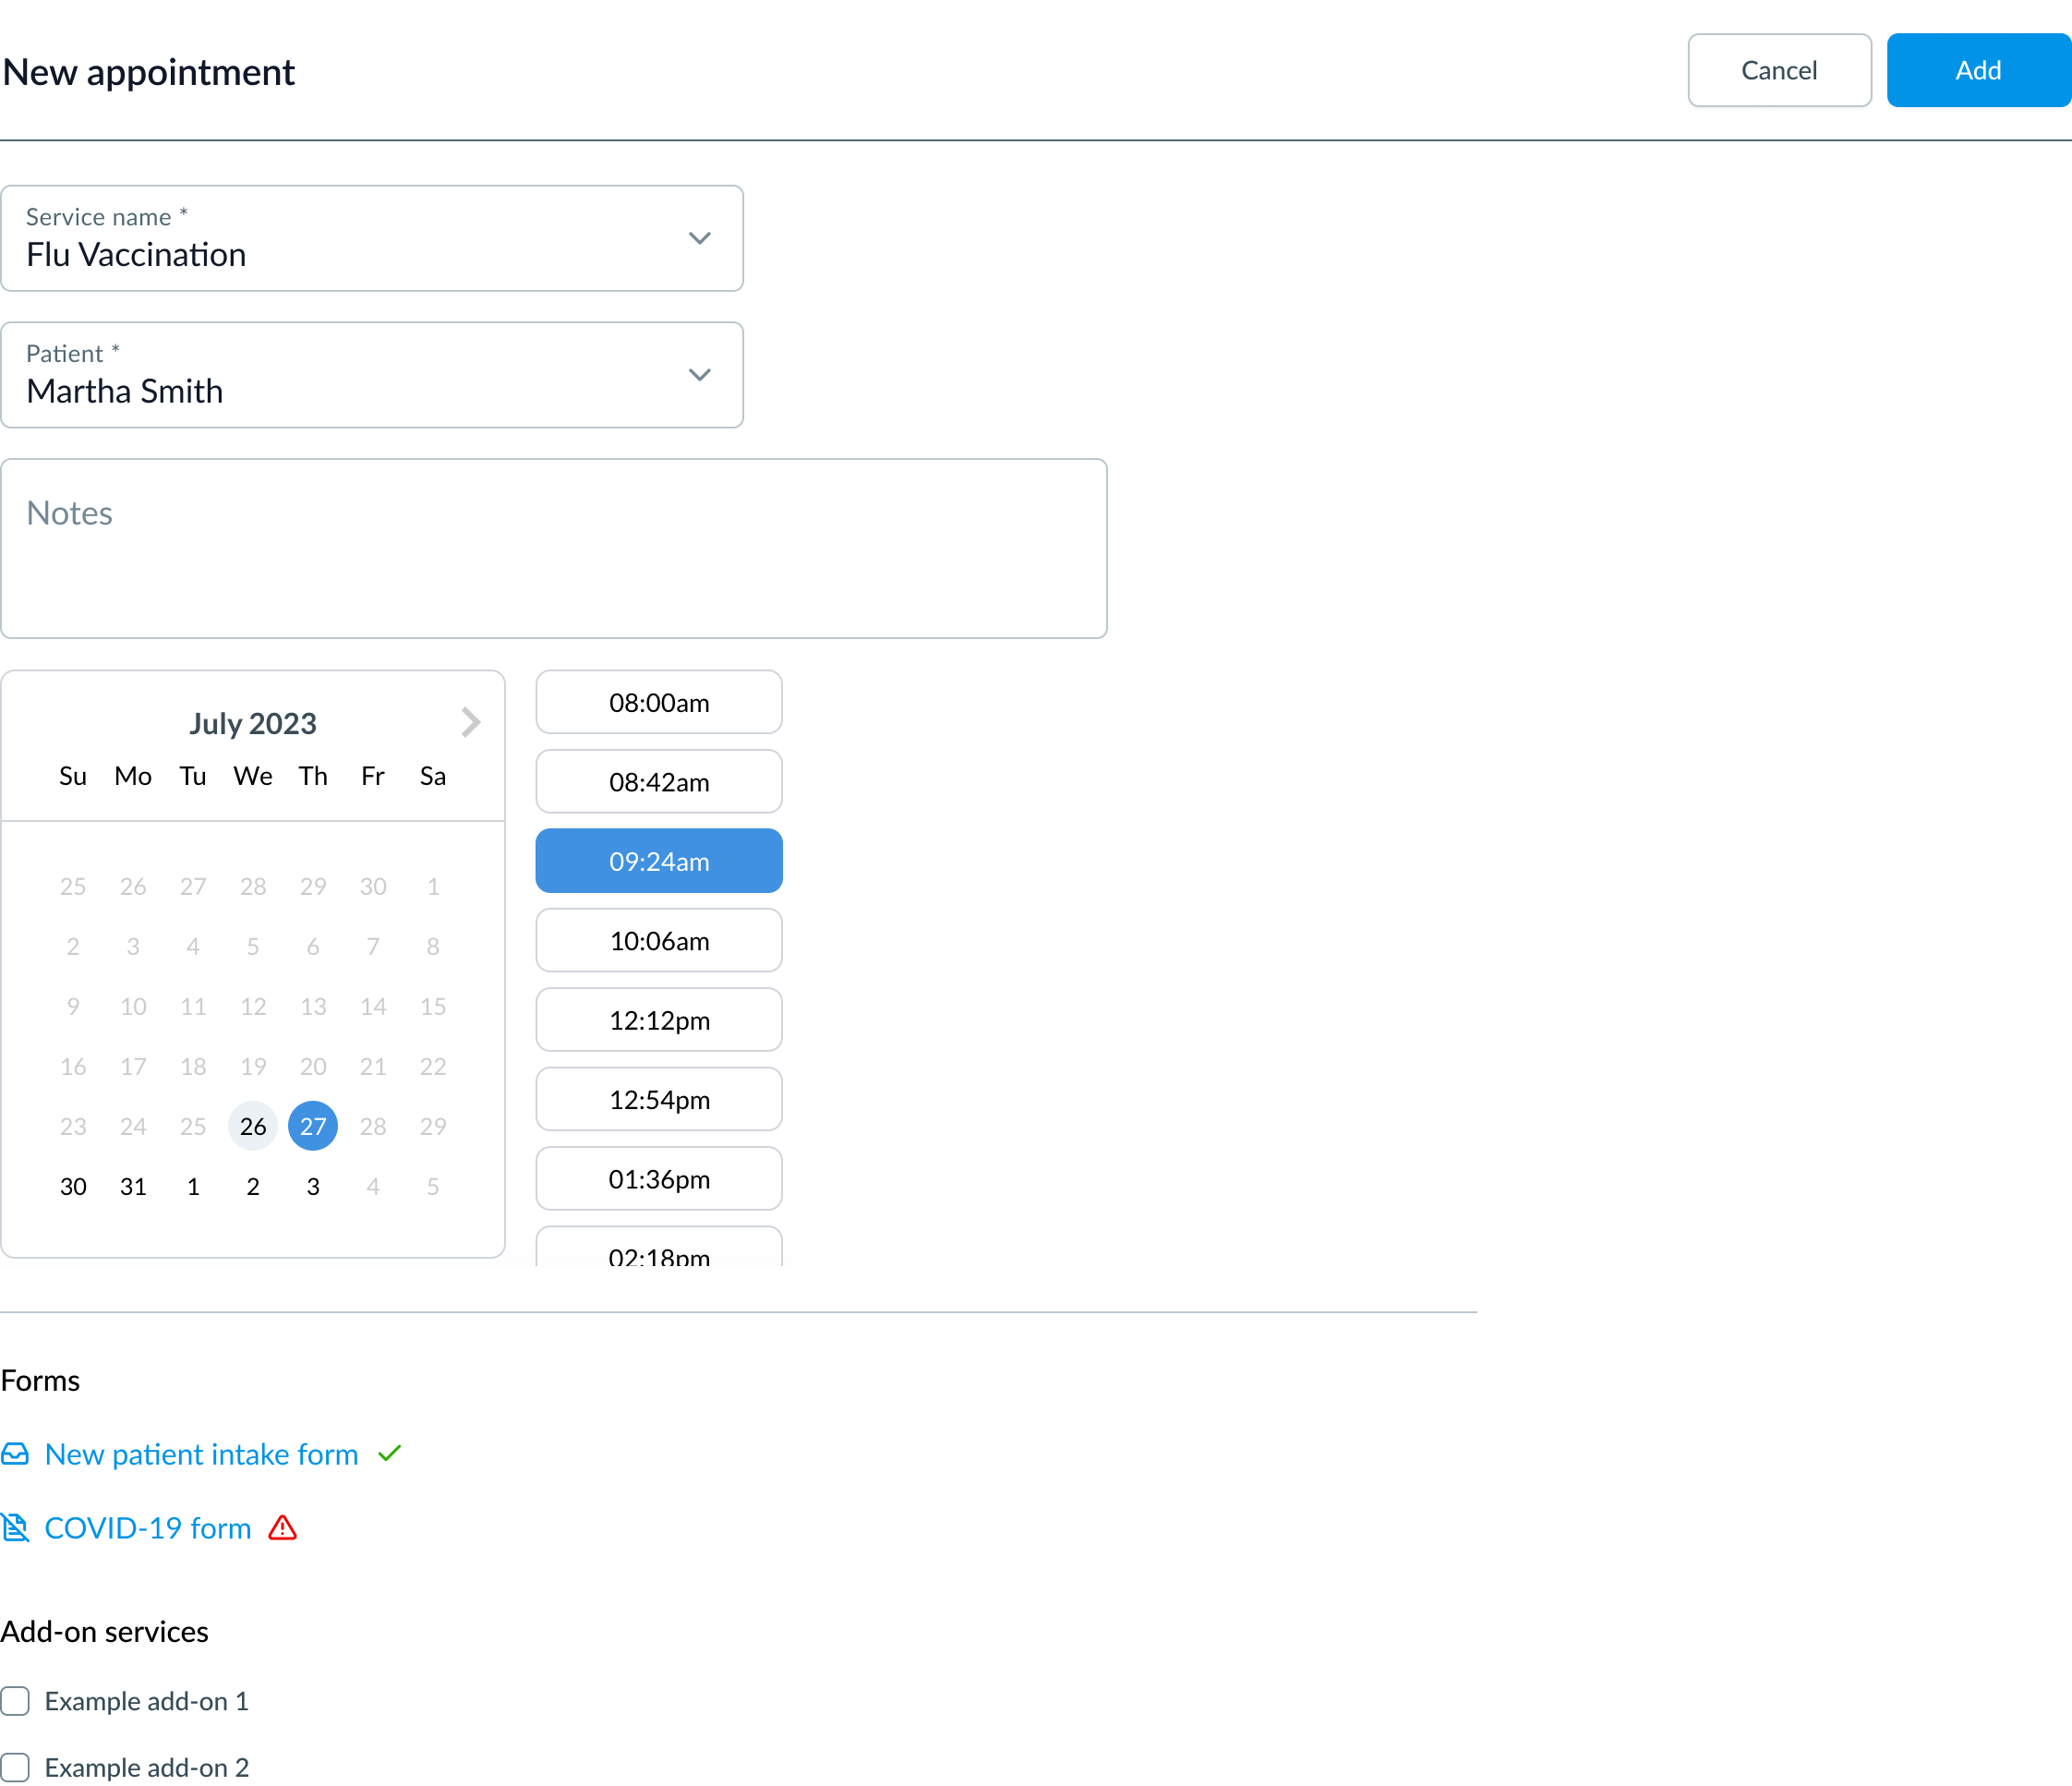 New appointment
Cancel
Add
Service name *
Flu Vaccination
Patient *
Martha Smith
Notes
July 2023
Su Mo Tu We Th Fr Sa
25 26 27 28 29 30 1
2 3 4 5 6 7 8
9 10 11 12 13 14 15
16 17 18 19 20 21 22
23 24 25 26 27 28 29
30 31 1 2 3 4 5
08:00am
08:42am
09:24am
10:06am
12:12pm
12:54pm
01:36pm
02:18pm
Forms
New patient intake form
COVID-19 form
Add-on services
Example add-on 1
Example add-on 2